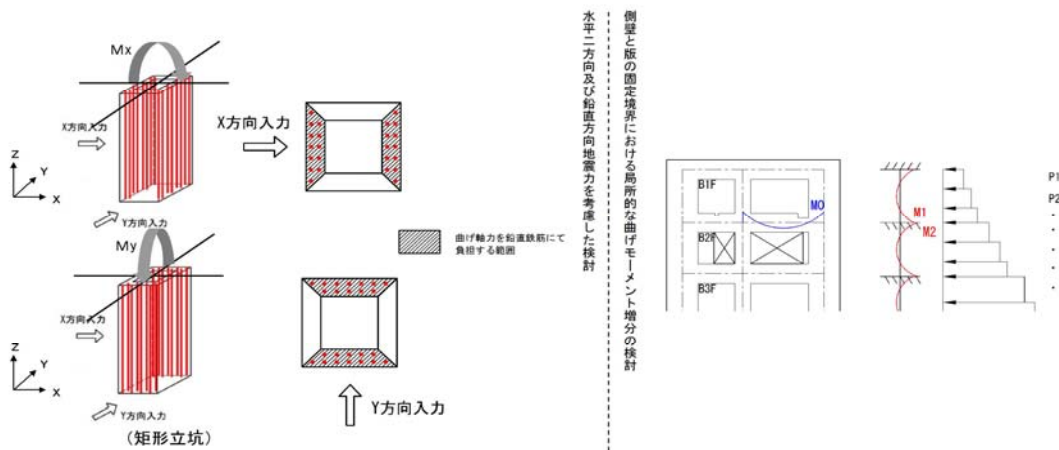 Mx
X方向入力
Z
Y
X
Y方向入力
My
X方向入力
Z
Y
X
Y方向入力
(矩形立坑)
X方向入力
曲げ軸力を鉛直鉄筋にて
負担する範囲
Y方向入力
水平二方向及び鉛直方向地震力を考慮した検討
側壁と版の固定境界における局所的な曲げモーメント増分の検討
B1F
M0
B2F
B3F
M1
M2
P1
P2
・
・
・
・